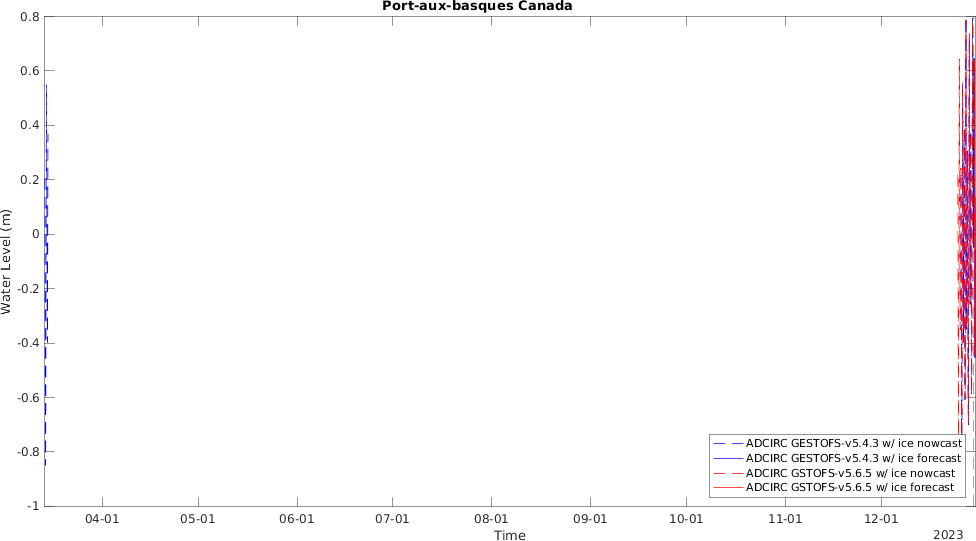 Port-aux-basques Canada
Water Level (m)
0.8
0.6
0.4
0.2
0
-0.2
-0.4
-0.6
-0.8
-1
ADCIRC GESTOFS-v5.4.3 w/ ice nowcast
ADCIRC GESTOFS-v5.4.3 w/ ice forecast
ADCIRC GSTOFS-v5.6.5 w/ ice nowcast
ADCIRC GSTOFS-v5.6.5 w/ ice forecast
04-01 05-01 06-01 07-01 08-01 09-01 10-01 11-01 12-01
Time
2023